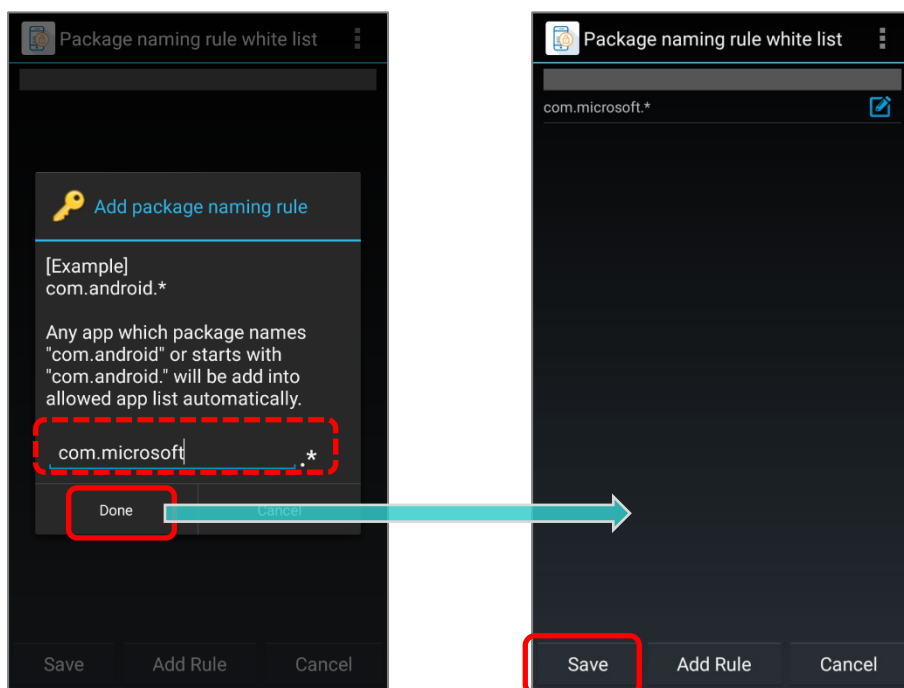 Package naming rule white list
Add package naming rule
[Example]
com.android.*
Any app which package names
"com.android" or starts with
"com.android." will be add into
allowed app list automatically.
com.microsoft .*
Done Cancel
Save Add Rule Cancel
Package naming rule white list
com.microsoft.*
Save Add Rule Cancel